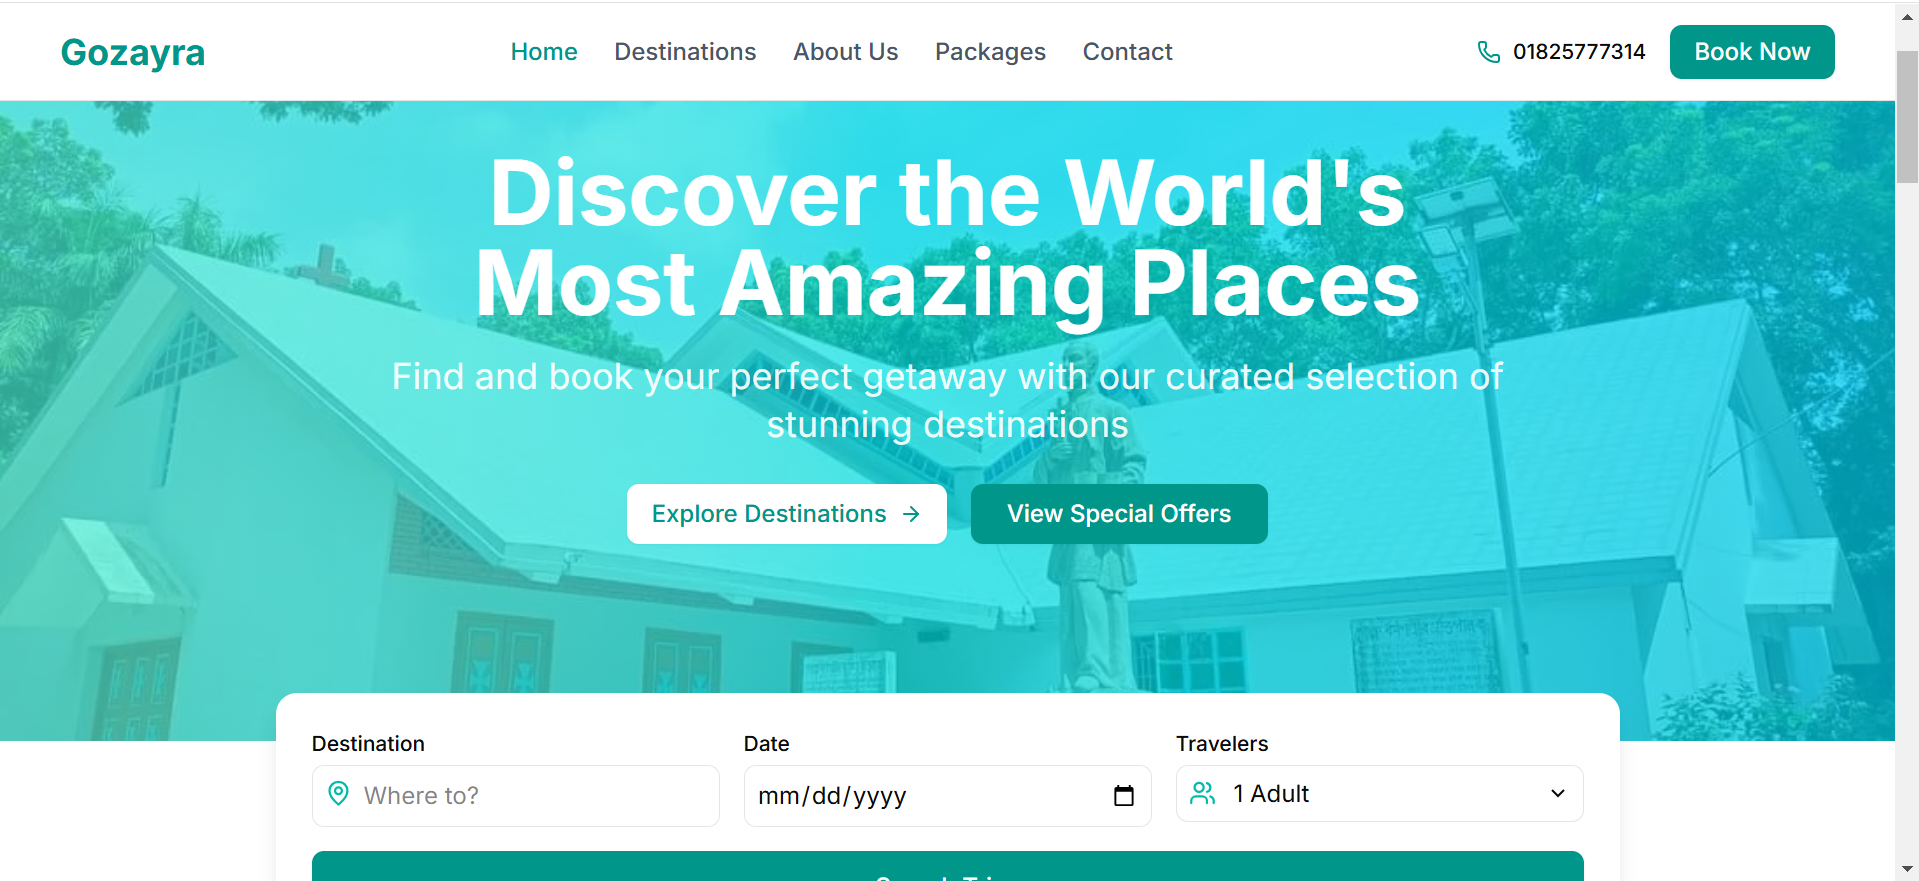 Gozayra
Home
Destinations
About Us
Packages
Contact
01825777314
Book Now
Discover the World's
Most Amazing Places
Find and book your perfect getaway with our curated selection of
stunning destinations
Explore Destinations →
View Special Offers
Destination
Date
Travelers
Where to?
mm/dd/yyyy
1 Adult